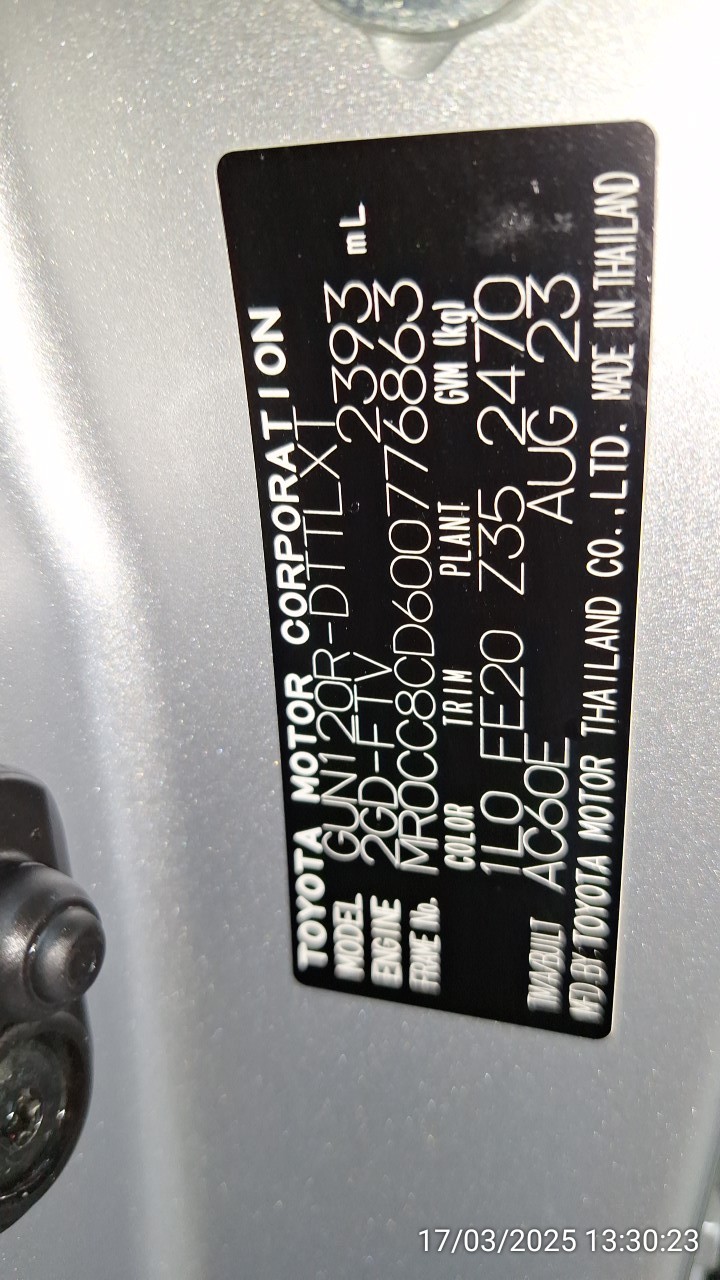 TOYOTA MOTOR CORPORATION
MODEL GUN120R-DTTLXT
ENGINE 2GD-FTV 2393 mL
FRAME No. MR0CC8CD600776863
COLOR TRIM PLANT GVM (kg)
1L0 FE20 Z35 2470
TM/A/BUILT AC60E AUG 23
MFD BY TOYOTA MOTOR THAILAND CO.,LTD. MADE IN THAILAND
17/03/2025 13:30:23